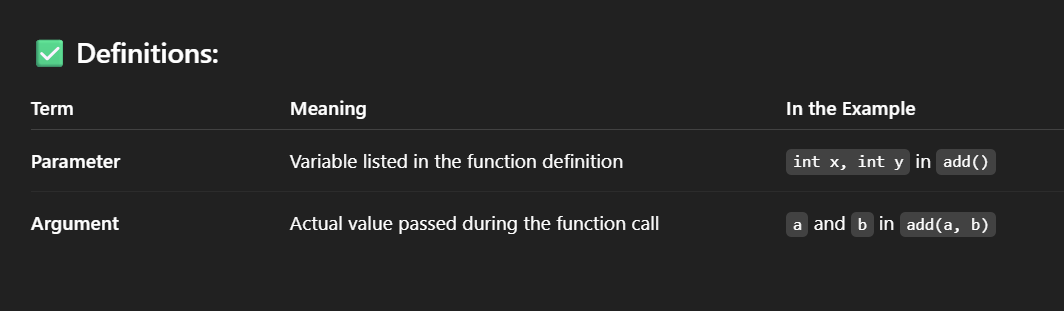 ✅ Definitions:
Term Meaning In the Example
Parameter Variable listed in the function definition int x, int y in add()
Argument Actual value passed during the function call a and b in add(a, b)